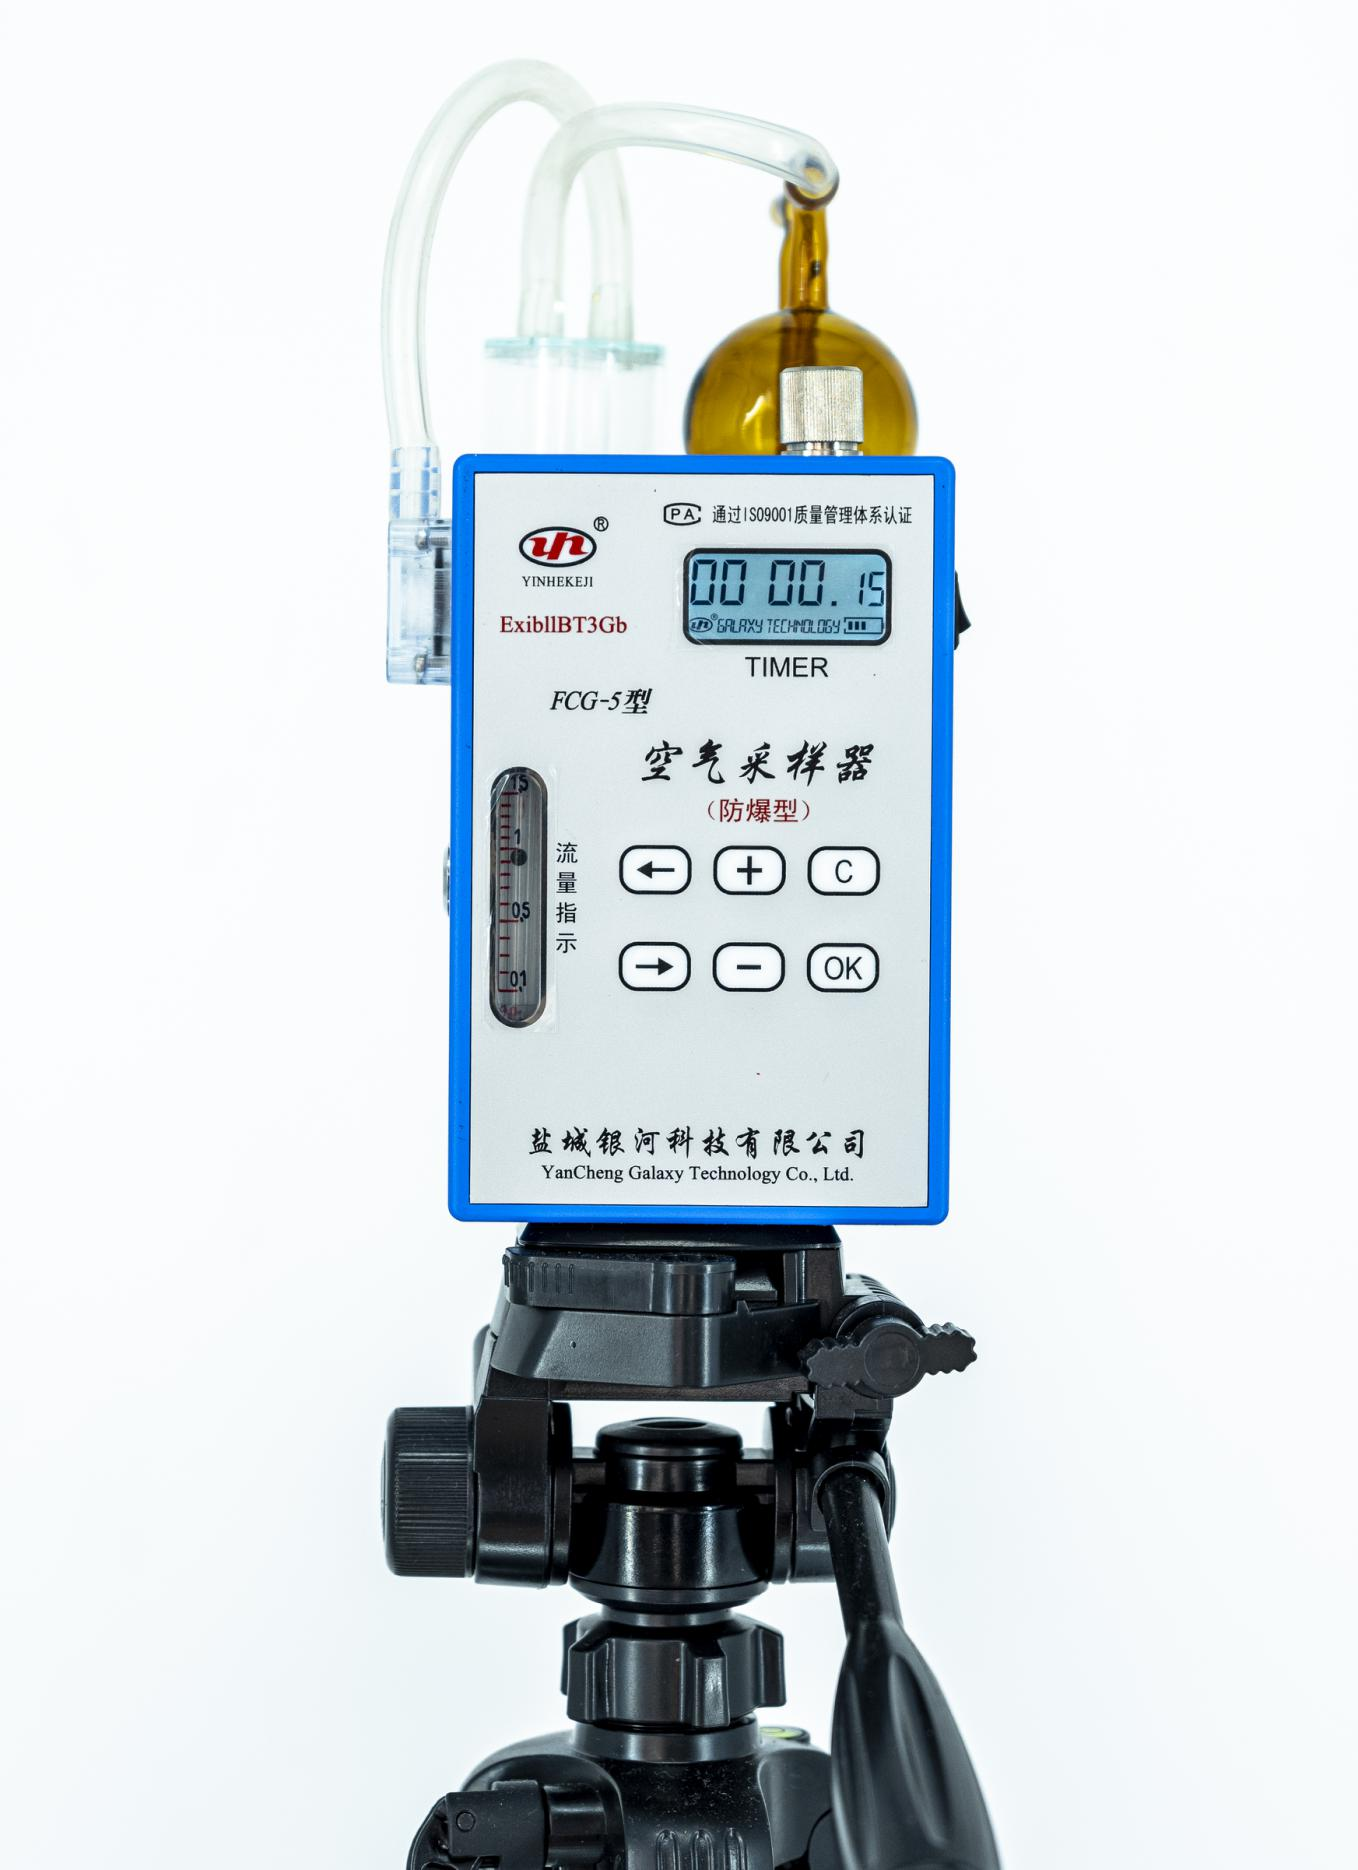 PA 通过ISO9001质量管理体系认证
®
YINHEKEJI
00 00. 15
® GALAXY TECHNOLOGY
ExibllBT3Gb
TIMER
FCG-5型
空气采样器
（防爆型）
1.5
1
0.5
0.1
流量指示
← + C
→ − OK
盐城银河科技有限公司
YanCheng Galaxy Technology Co., Ltd.